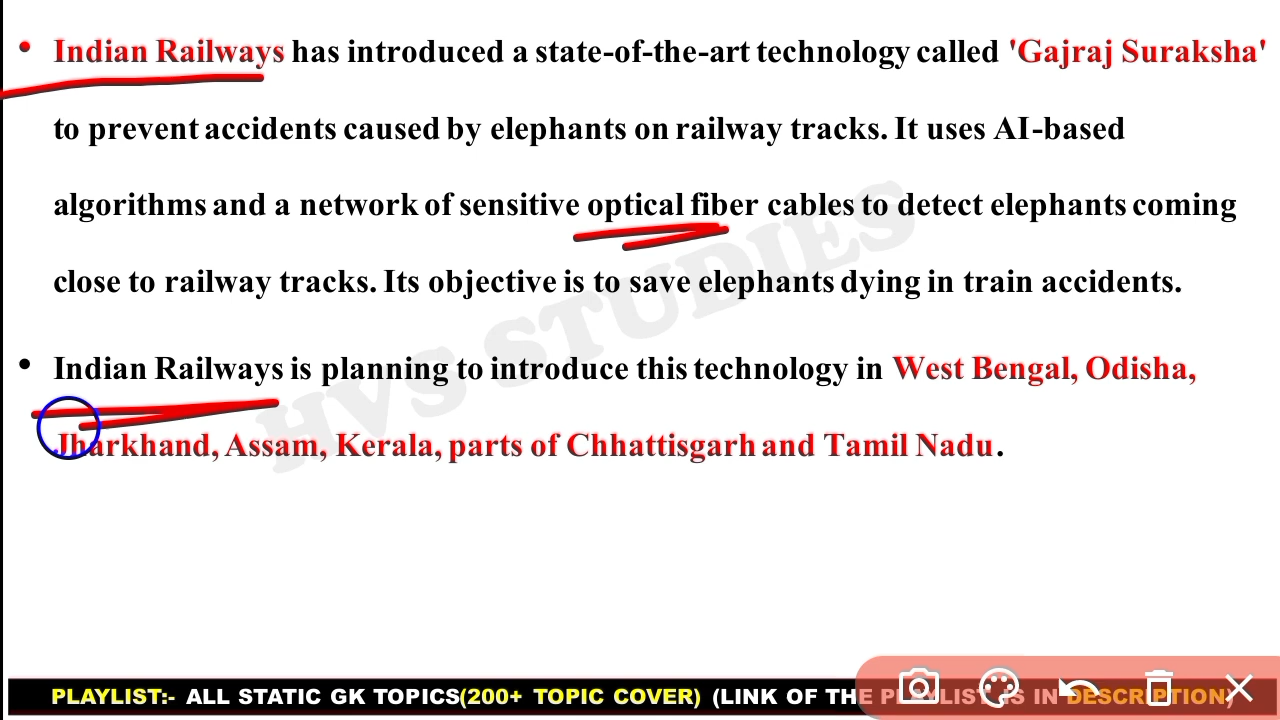 • Indian Railways has introduced a state-of-the-art technology called 'Gajraj Suraksha'
to prevent accidents caused by elephants on railway tracks. It uses AI-based
algorithms and a network of sensitive optical fiber cables to detect elephants coming
close to railway tracks. Its objective is to save elephants dying in train accidents.
• Indian Railways is planning to introduce this technology in West Bengal, Odisha,
Jharkhand, Assam, Kerala, parts of Chhattisgarh and Tamil Nadu.
HVS STUDIES
PLAYLIST:- ALL STATIC GK TOPICS(200+ TOPIC COVER) (LINK OF THE PLAYLIST IS IN DESCRIPTION)